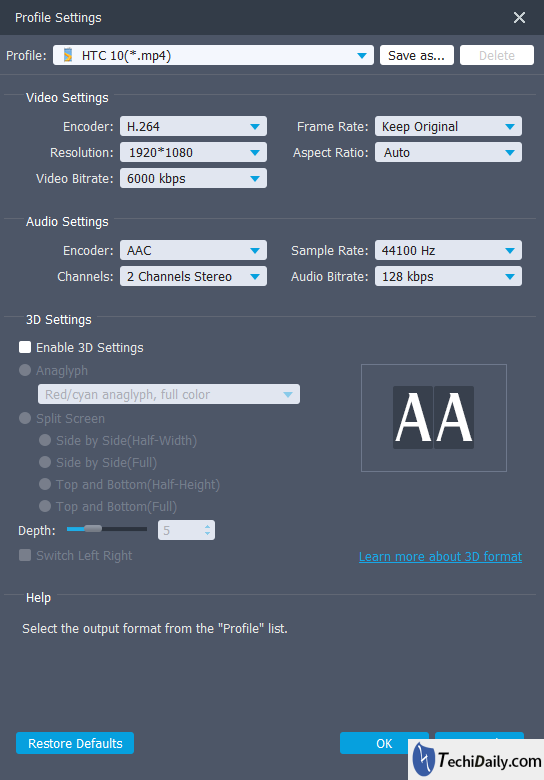 Profile Settings
Profile: HTC 10(*.mp4) Save as... Delete
Video Settings
Encoder: H.264 Frame Rate: Keep Original
Resolution: 1920*1080 Aspect Ratio: Auto
Video Bitrate: 6000 kbps
Audio Settings
Encoder: AAC Sample Rate: 44100 Hz
Channels: 2 Channels Stereo Audio Bitrate: 128 kbps
3D Settings
Enable 3D Settings
Anaglyph
Red/cyan anaglyph, full color
AA
Split Screen
Side by Side(Half-Width)
Side by Side(Full)
Top and Bottom(Half-Height)
Top and Bottom(Full)
Depth: 5
Switch Left Right Learn more about 3D format
Help
Select the output format from the "Profile" list.
Restore Defaults OK
TechiDaily.com